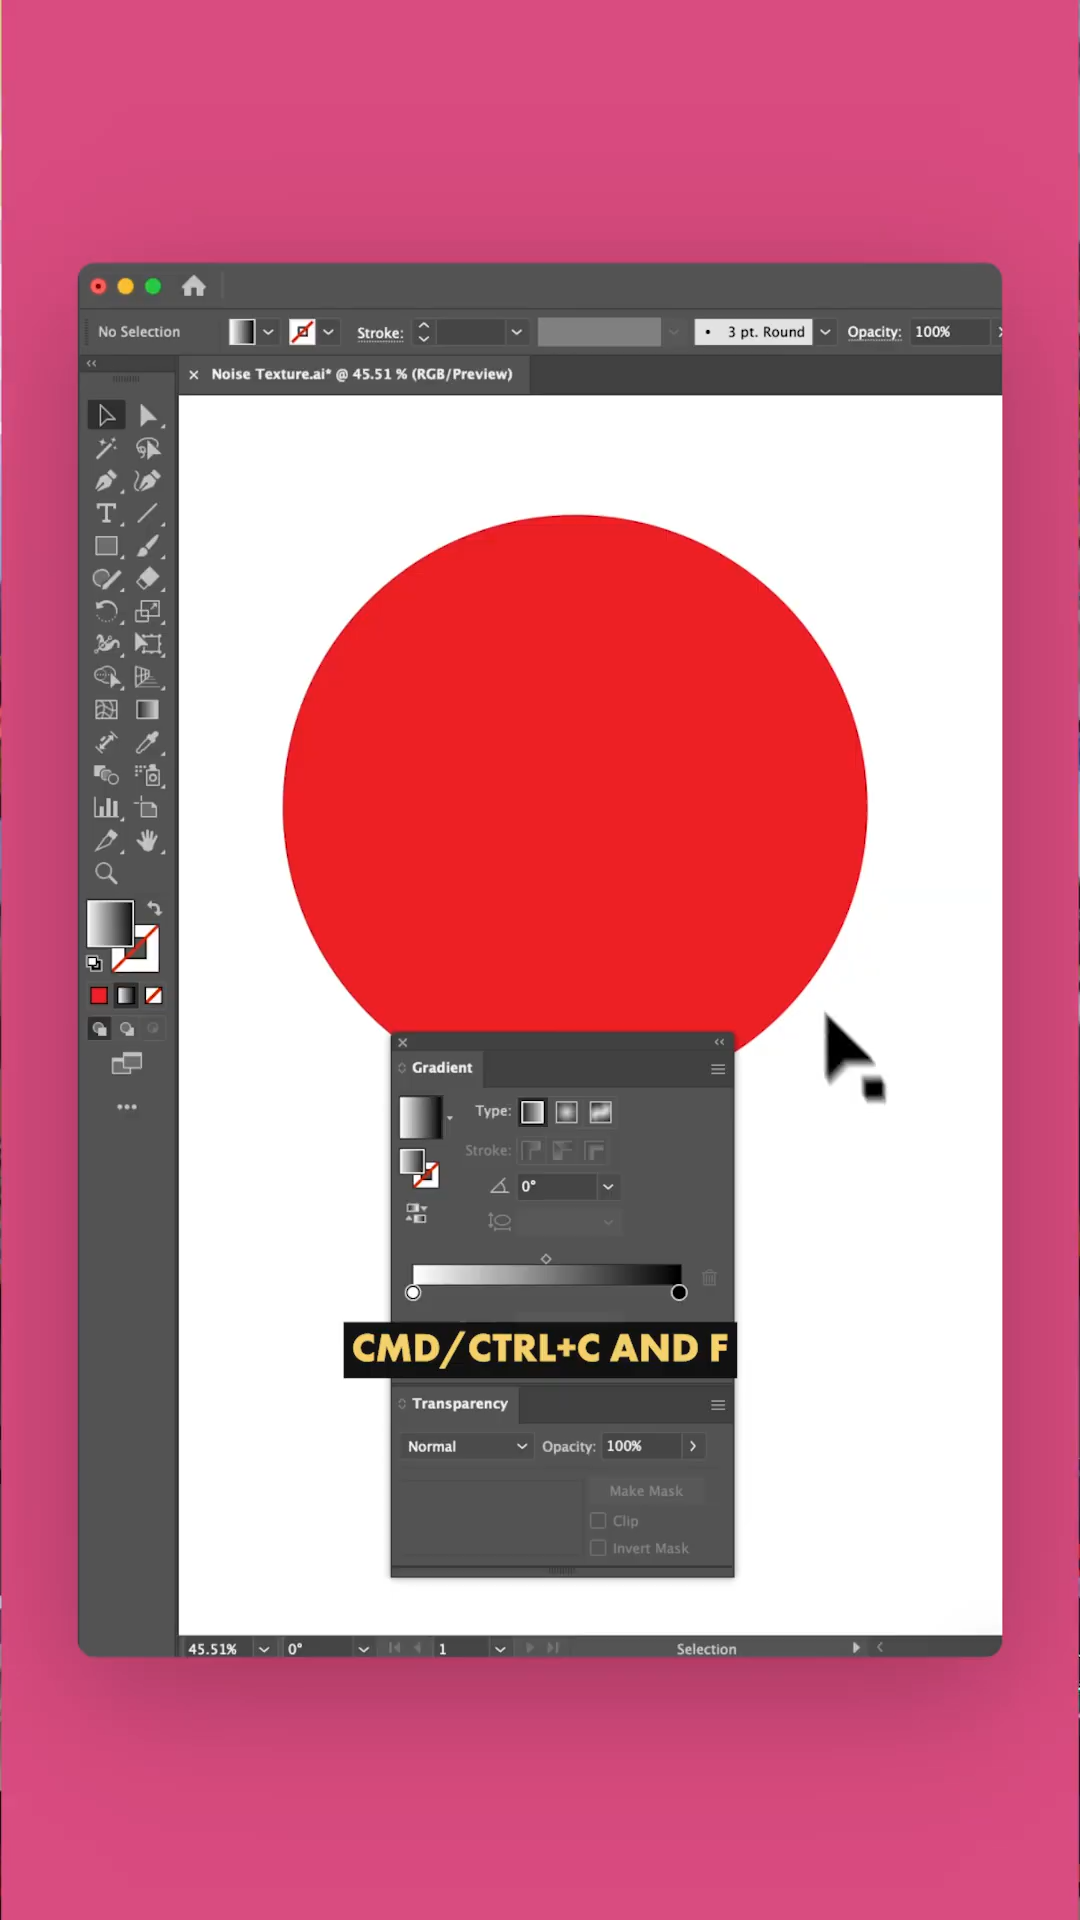 No Selection
Stroke:
• 3 pt. Round
Opacity: 100%
Noise Texture.ai* @ 45.51 % (RGB/Preview)
Gradient
Type:
Stroke:
0°
CMD/CTRL+C AND F
Transparency
Normal
Opacity: 100%
Make Mask
Clip
Invert Mask
45.51%
0°
1
Selection